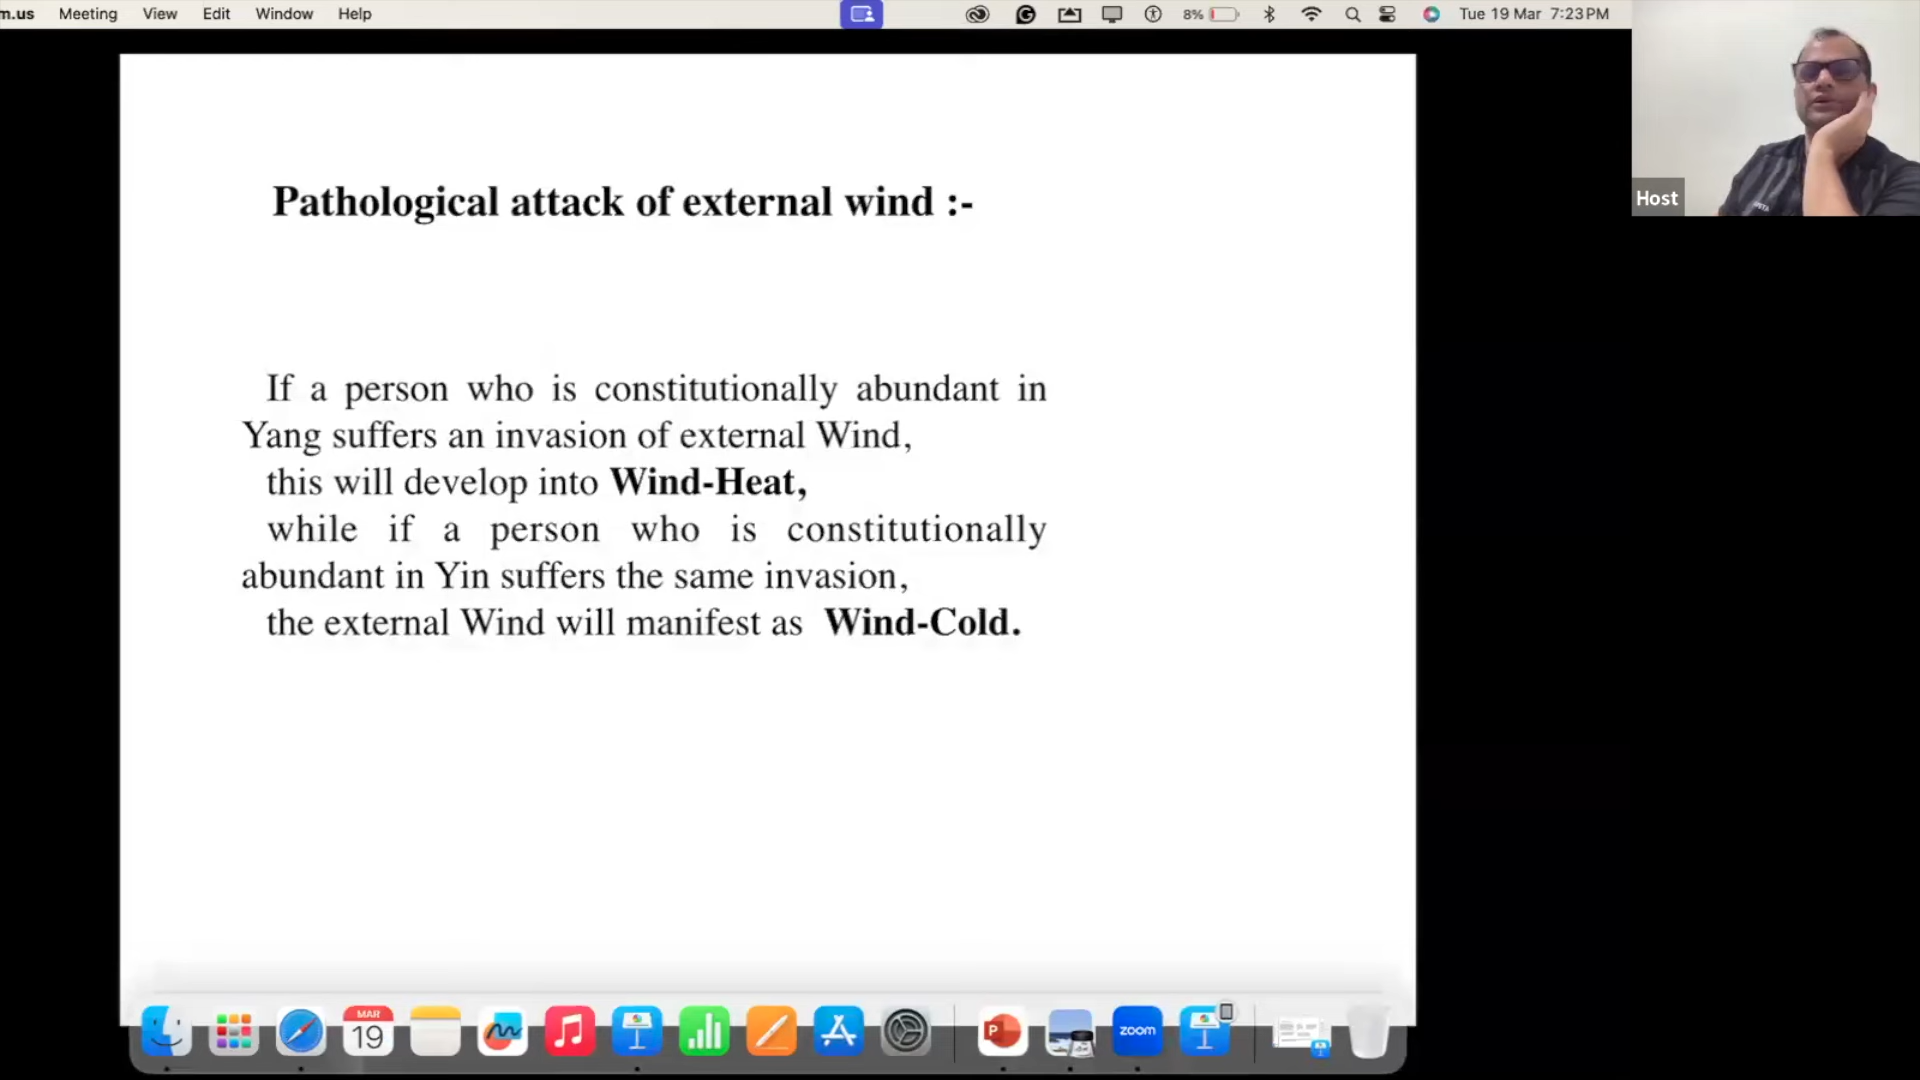 m.us Meeting View Edit Window Help 8% Tue 19 Mar 7:23 PM
Host
Pathological attack of external wind :-
If a person who is constitutionally abundant in
Yang suffers an invasion of external Wind,
this will develop into Wind-Heat,
while if a person who is constitutionally
abundant in Yin suffers the same invasion,
the external Wind will manifest as Wind-Cold.
MAR
19
P
zoom